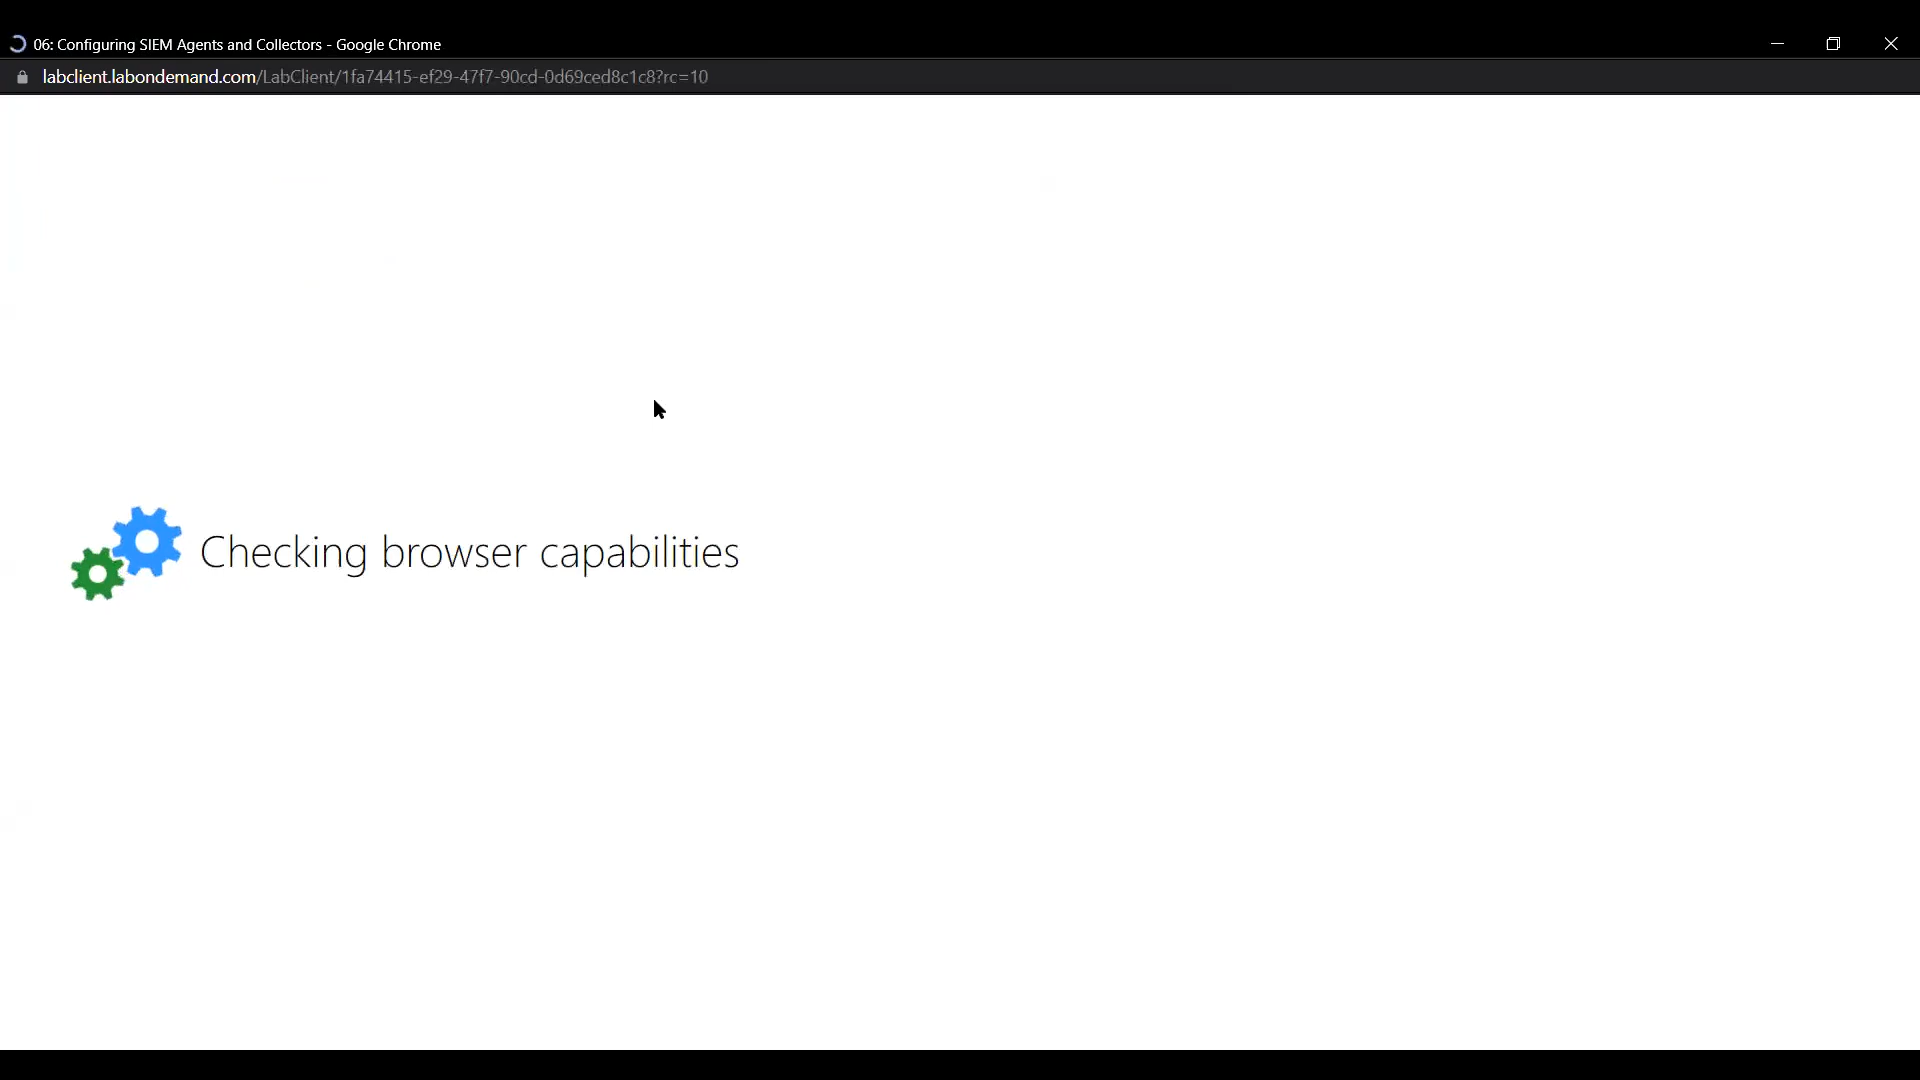 06: Configuring SIEM Agents and Collectors - Google Chrome
labclient.labondemand.com/LabClient/1fa74415-ef29-47f7-90cd-0d69ced8c1c8?rc=10
Checking browser capabilities